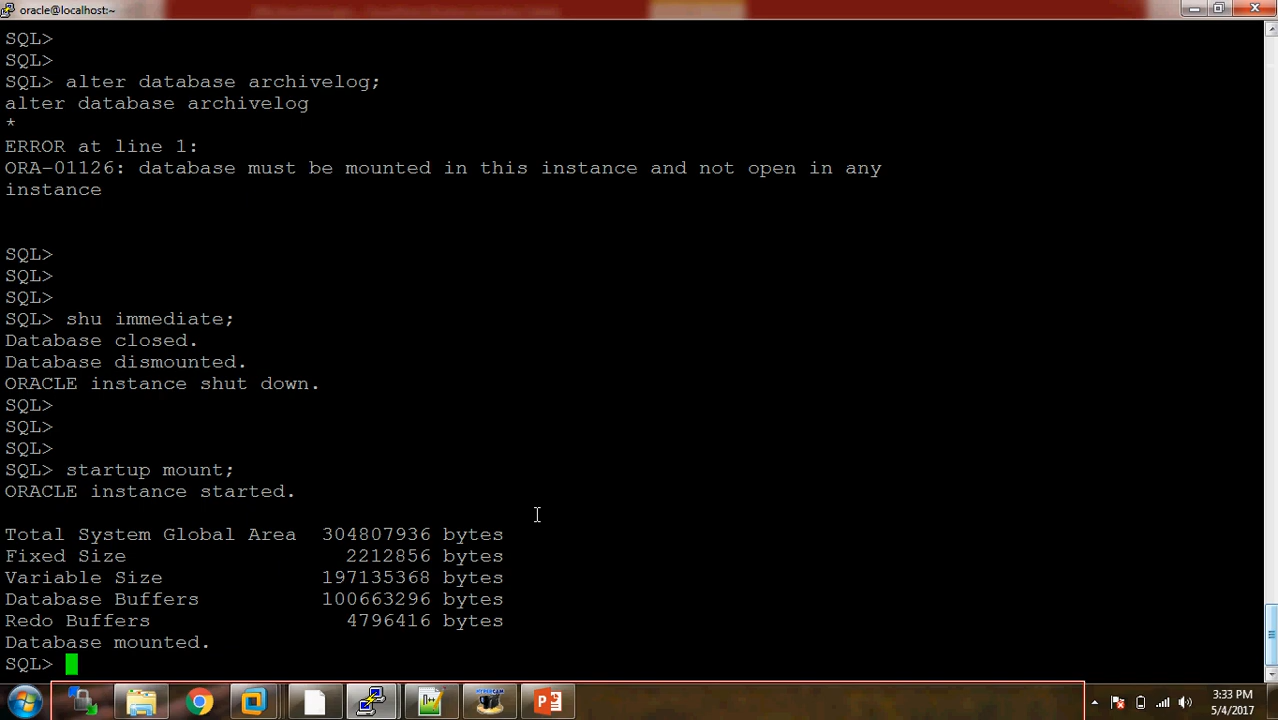 oracle@localhost:~
SQL>
SQL>
SQL> alter database archivelog;
alter database archivelog
*
ERROR at line 1:
ORA-01126: database must be mounted in this instance and not open in any
instance
SQL>
SQL>
SQL>
SQL> shu immediate;
Database closed.
Database dismounted.
ORACLE instance shut down.
SQL>
SQL>
SQL>
SQL> startup mount;
ORACLE instance started.
Total System Global Area 304807936 bytes
Fixed Size 2212856 bytes
Variable Size 197135368 bytes
Database Buffers 100663296 bytes
Redo Buffers 4796416 bytes
Database mounted.
SQL>
3:33 PM
5/4/2017